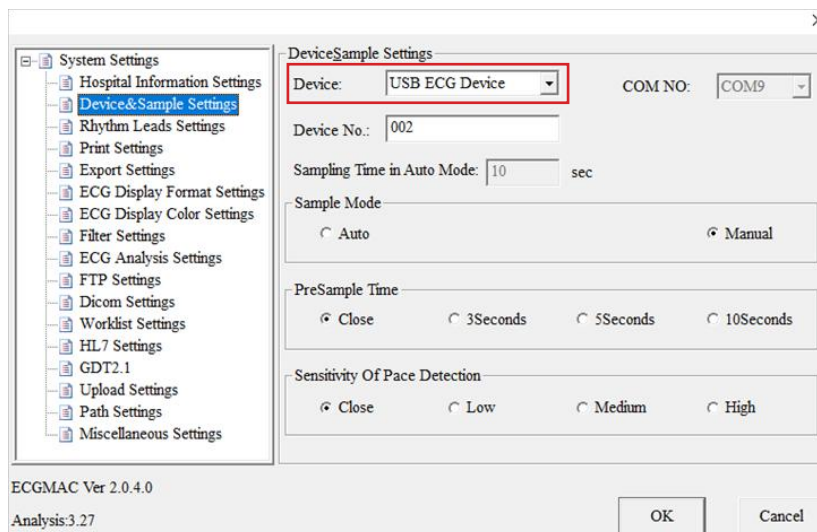 System Settings
Hospital Information Settings
Device&Sample Settings
Rhythm Leads Settings
Print Settings
Export Settings
ECG Display Format Settings
ECG Display Color Settings
Filter Settings
ECG Analysis Settings
FTP Settings
Dicom Settings
Worklist Settings
HL7 Settings
GDT2.1
Upload Settings
Path Settings
Miscellaneous Settings
DeviceSample Settings
Device: USB ECG Device COM NO: COM9
Device No.: 002
Sampling Time in Auto Mode: 10 sec
Sample Mode
Auto Manual
PreSample Time
Close 3Seconds 5Seconds 10Seconds
Sensitivity Of Pace Detection
Close Low Medium High
ECGMAC Ver 2.0.4.0
Analysis:3.27
OK Cancel